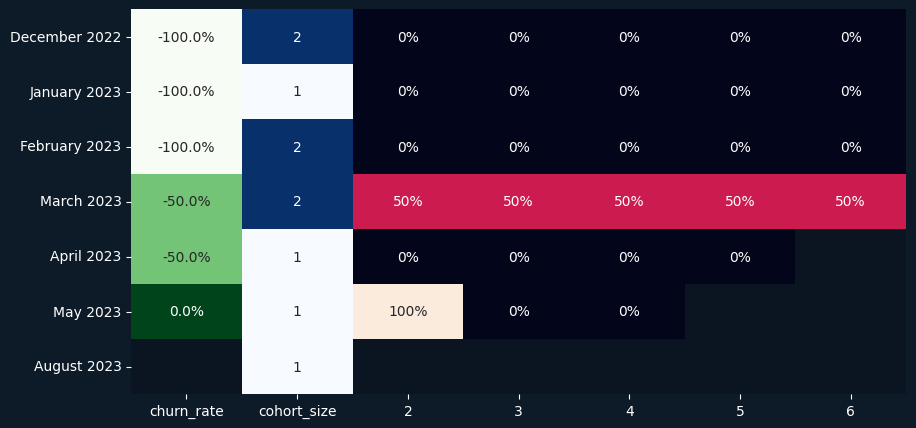 December 2022 -100.0% 2 0% 0% 0% 0% 0%
January 2023 -100.0% 1 0% 0% 0% 0% 0%
February 2023 -100.0% 2 0% 0% 0% 0% 0%
March 2023 -50.0% 2 50% 50% 50% 50% 50%
April 2023 -50.0% 1 0% 0% 0% 0%
May 2023 0.0% 1 100% 0% 0%
August 2023 1
churn_rate cohort_size 2 3 4 5 6